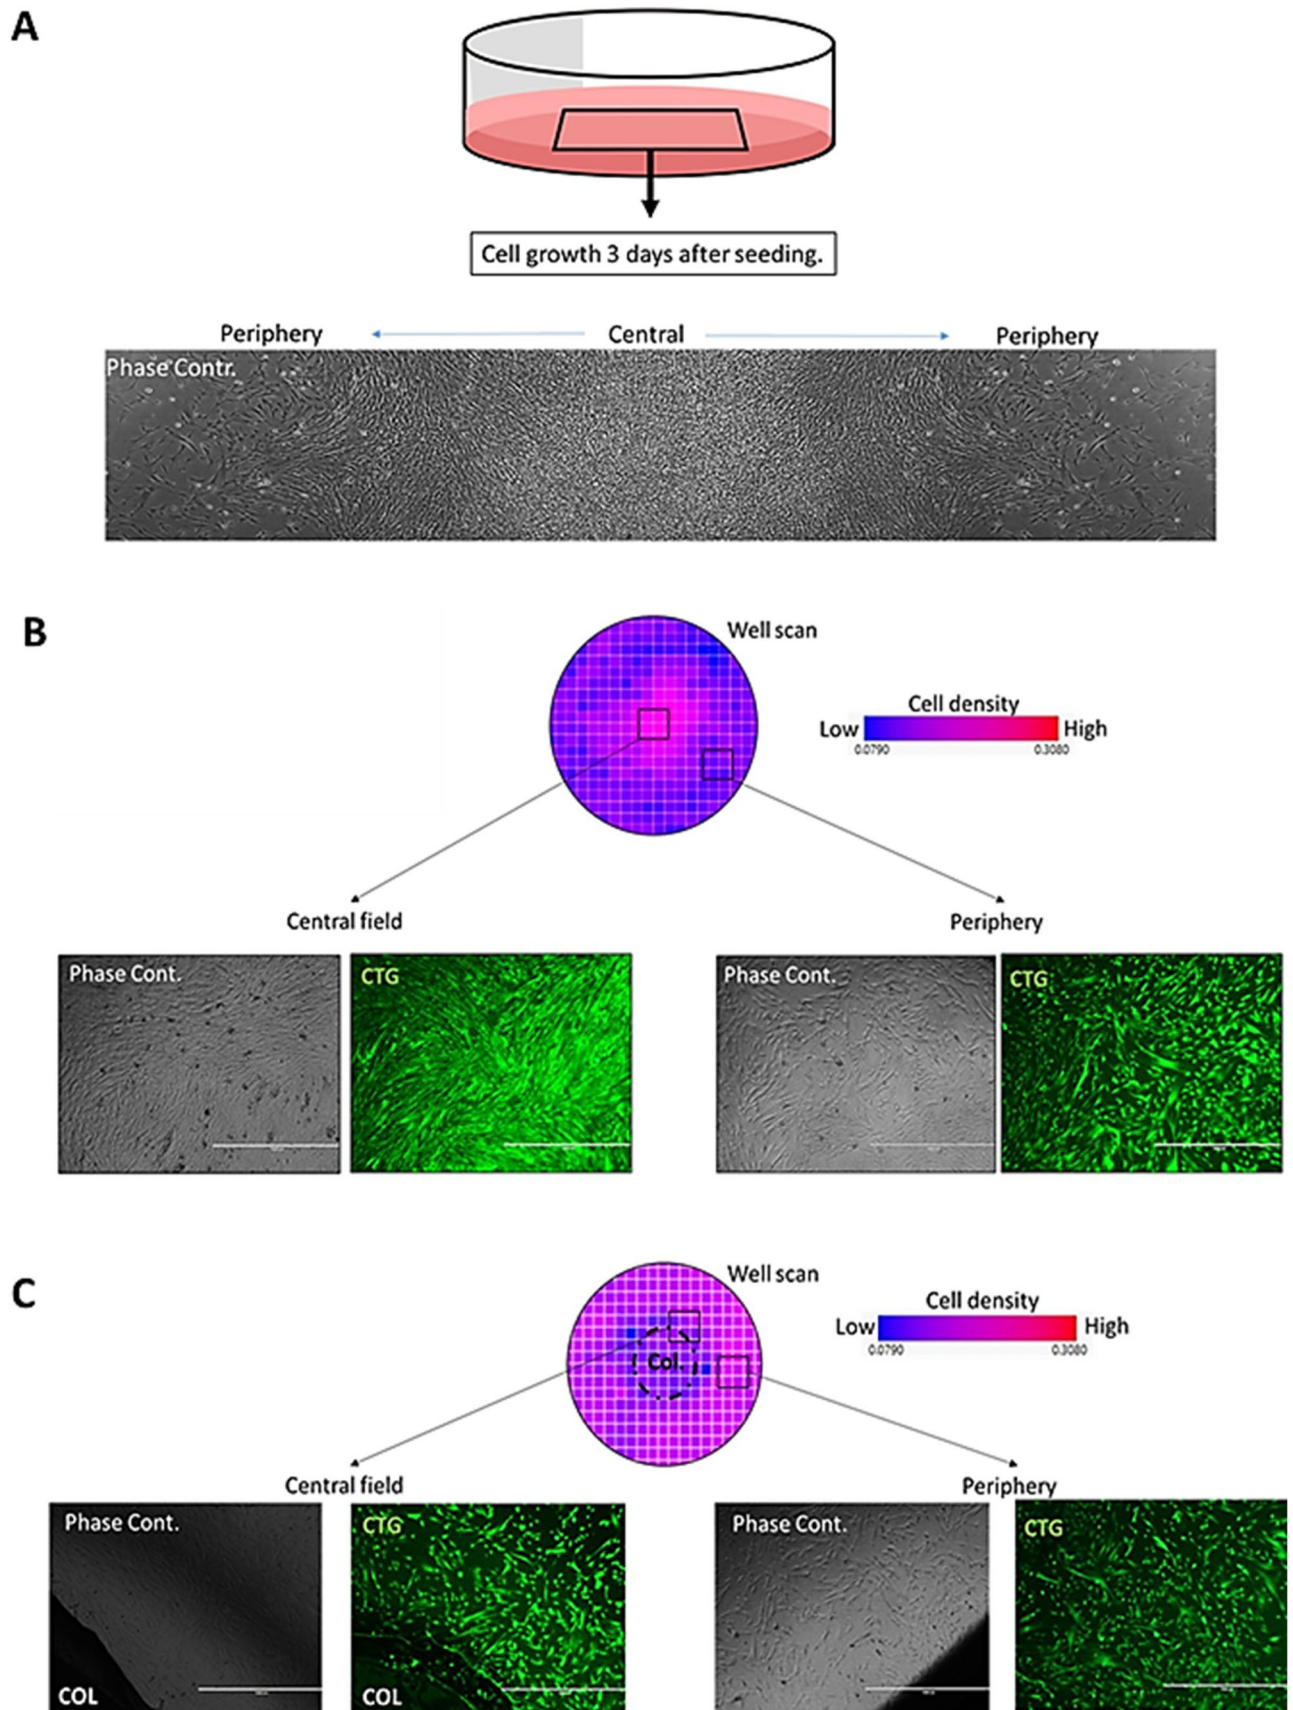 A
Cell growth 3 days after seeding.
Periphery Central Periphery
Phase Contr.
B
Well scan
Cell density
Low High
0.0790 0.3080
Central field Periphery
Phase Cont. CTG Phase Cont. CTG
C
Well scan
Cell density
Low High
0.0790 0.3080
Col.
Central field Periphery
Phase Cont. CTG Phase Cont. CTG
COL COL